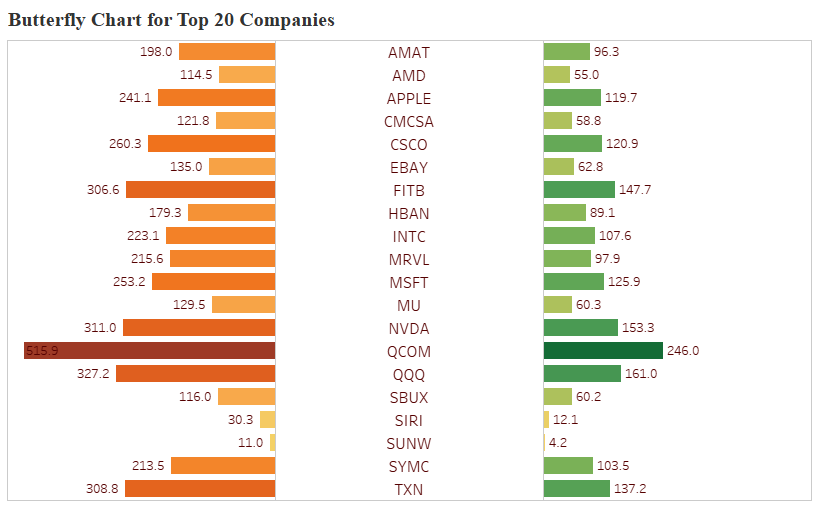 Butterfly Chart for Top 20 Companies
198.0 AMAT 96.3
114.5 AMD 55.0
241.1 APPLE 119.7
121.8 CMCSA 58.8
260.3 CSCO 120.9
135.0 EBAY 62.8
306.6 FITB 147.7
179.3 HBAN 89.1
223.1 INTC 107.6
215.6 MRVL 97.9
253.2 MSFT 125.9
129.5 MU 60.3
311.0 NVDA 153.3
515.9 QCOM 246.0
327.2 QQQ 161.0
116.0 SBUX 60.2
30.3 SIRI 12.1
11.0 SUNW 4.2
213.5 SYMC 103.5
308.8 TXN 137.2